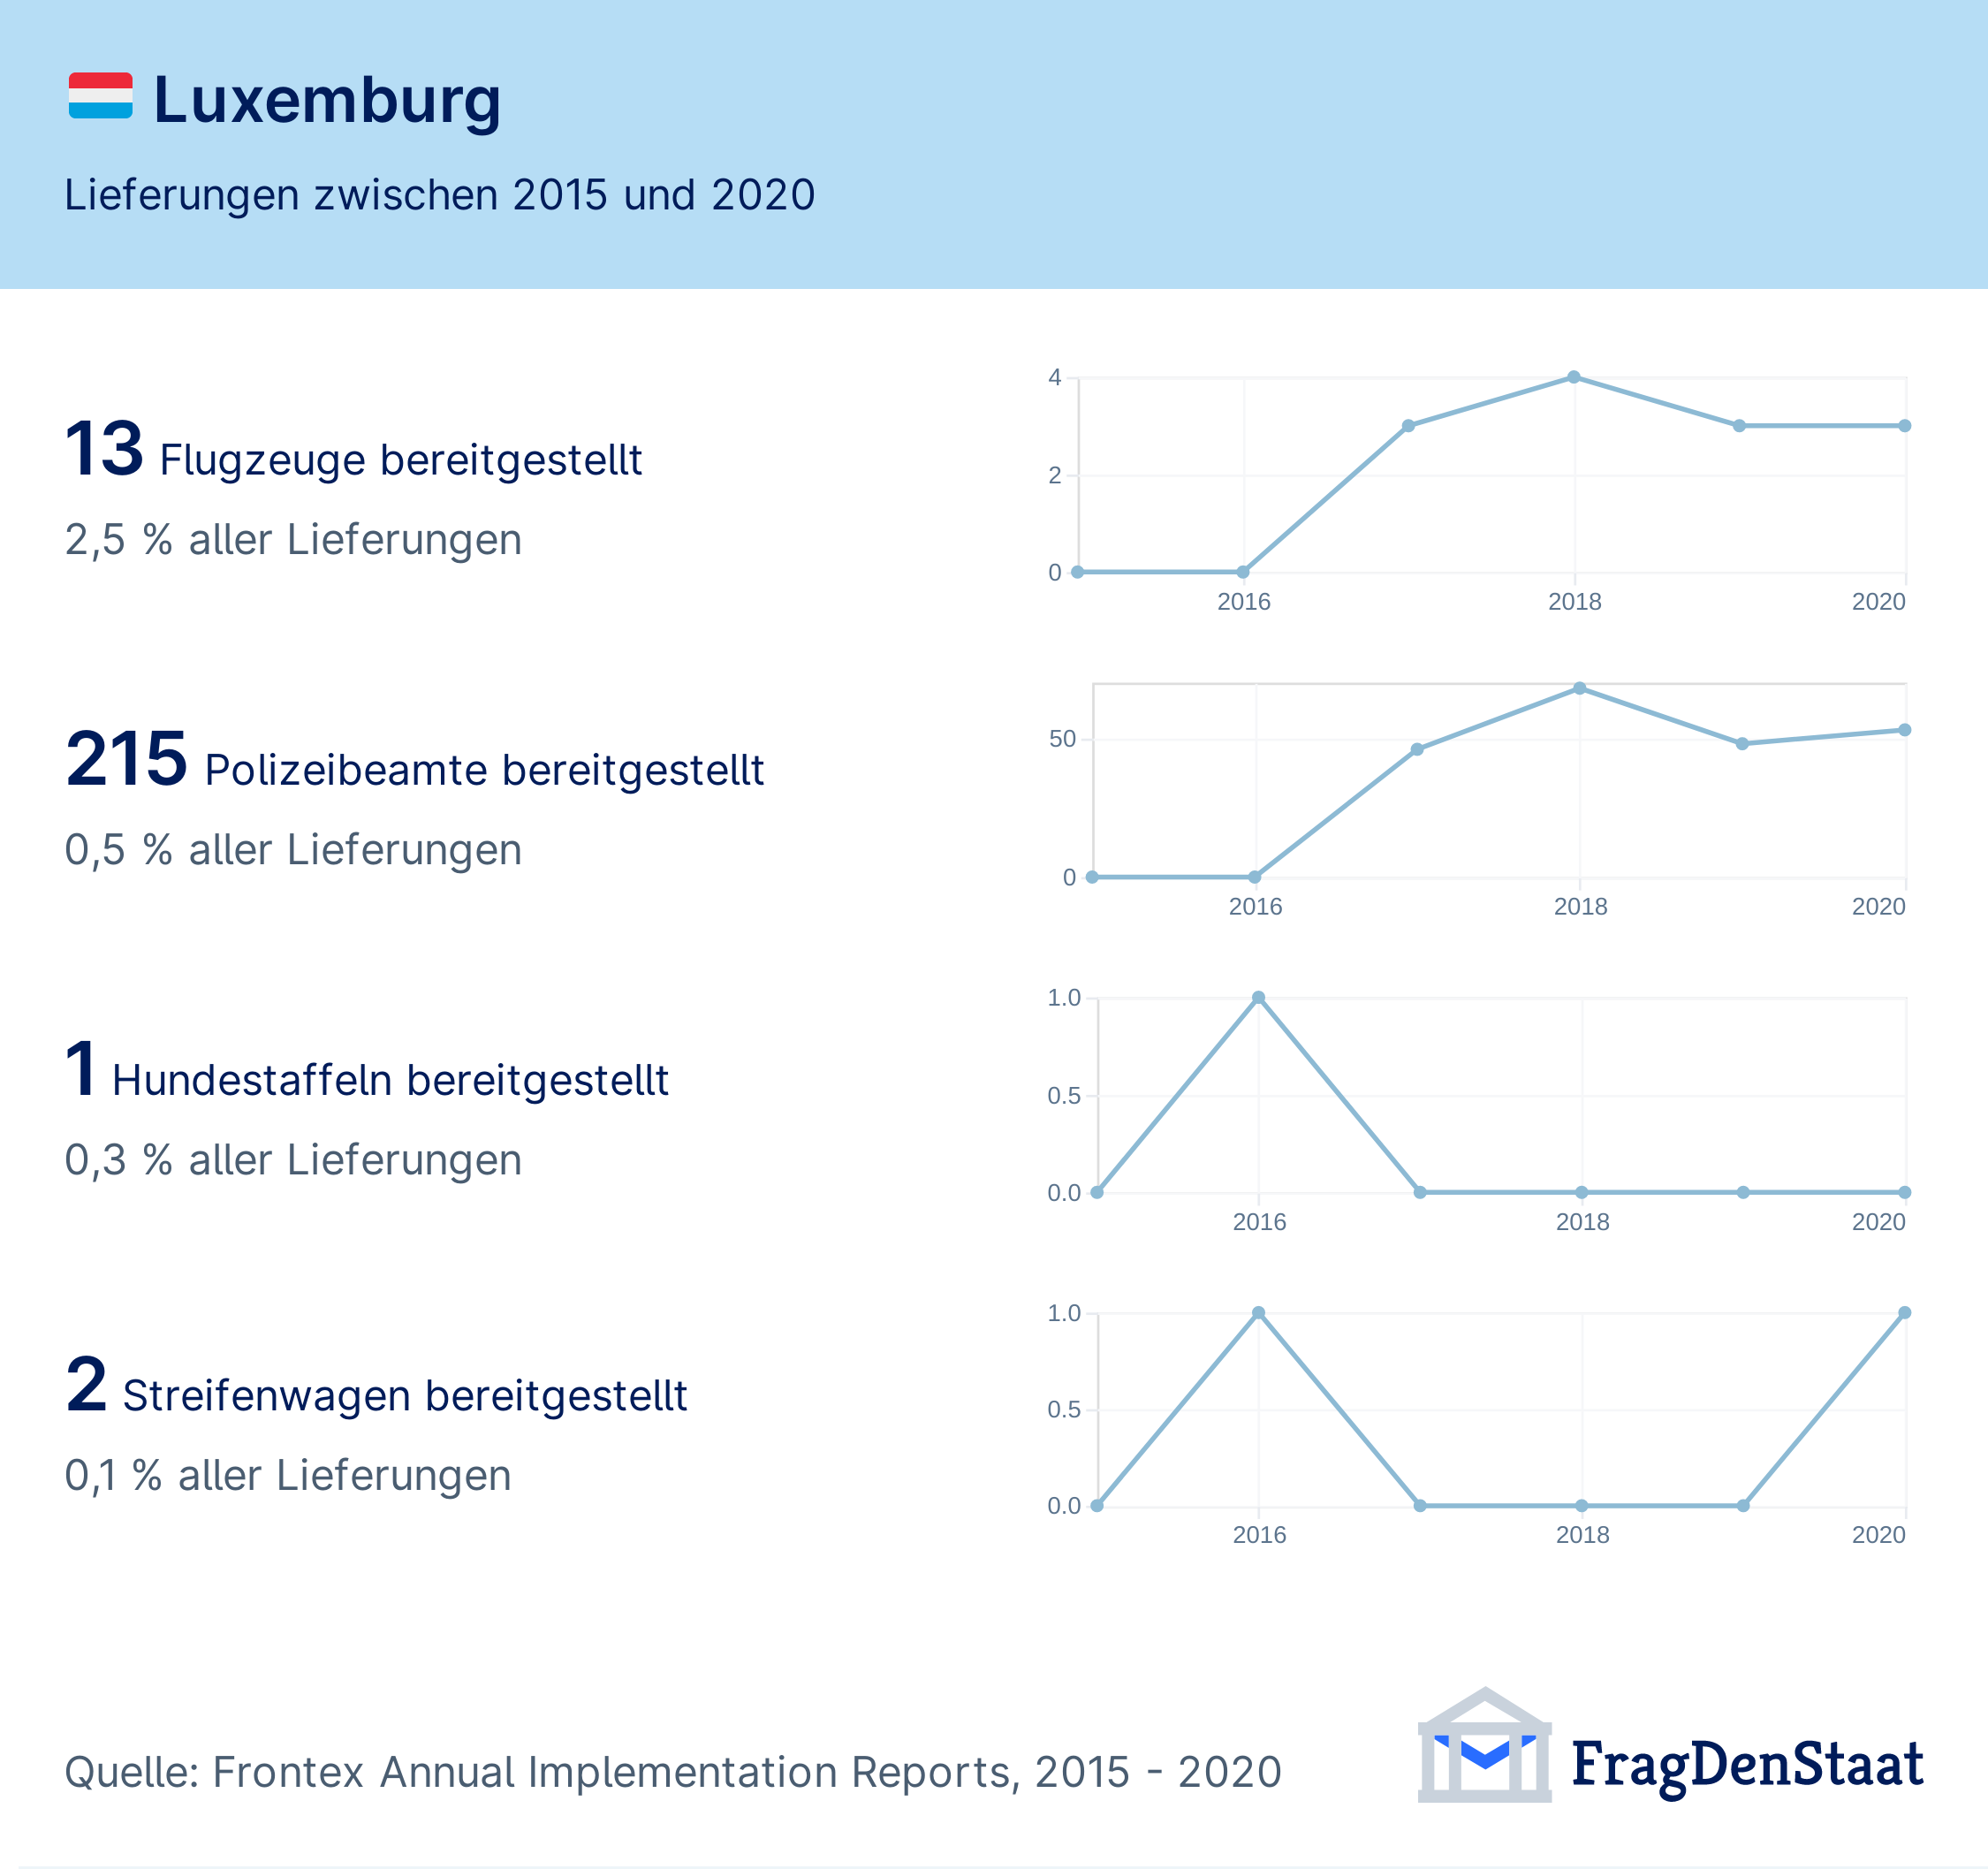 Luxemburg
Lieferungen zwischen 2015 und 2020
13 Flugzeuge bereitgestellt
2,5 % aller Lieferungen
4
2
0
2016 2018 2020
215 Polizeibeamte bereitgestellt
0,5 % aller Lieferungen
50
0
2016 2018 2020
1 Hundestaffeln bereitgestellt
0,3 % aller Lieferungen
1.0
0.5
0.0
2016 2018 2020
2 Streifenwagen bereitgestellt
0,1 % aller Lieferungen
1.0
0.5
0.0
2016 2018 2020
Quelle: Frontex Annual Implementation Reports, 2015 - 2020
FragDenStaat